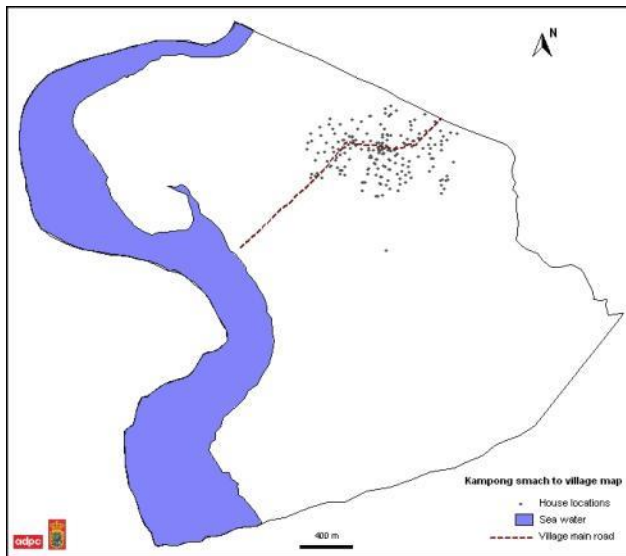 N
Kampong smach to village map
House locations
Sea water
Village main road
adpc
400 m